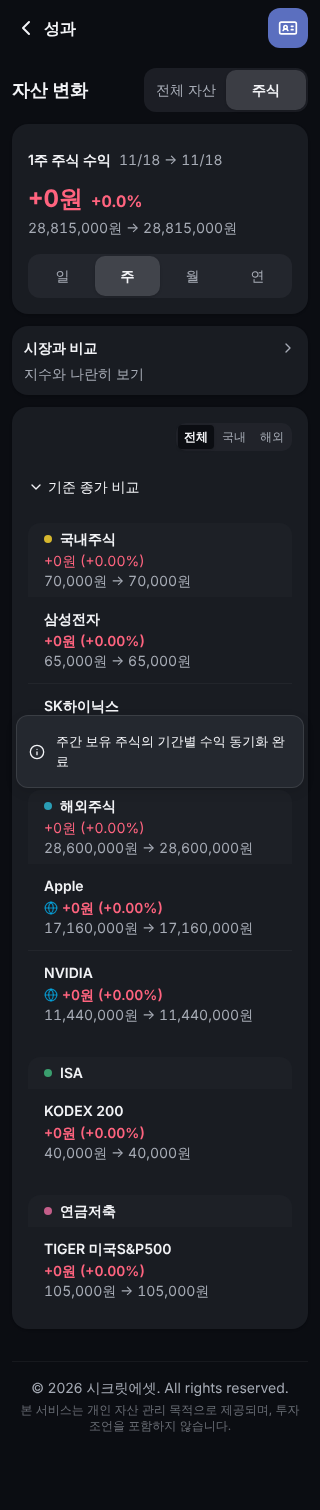 성과
자산 변화
전체 자산
주식
1주 주식 수익 11/18 → 11/18
+0원 +0.0%
28,815,000원 → 28,815,000원
일 주 월 연
시장과 비교
지수와 나란히 보기
전체 국내 해외
기준 종가 비교
국내주식
+0원 (+0.00%)
70,000원 → 70,000원
삼성전자
+0원 (+0.00%)
65,000원 → 65,000원
SK하이닉스
주간 보유 주식의 기간별 수익 동기화 완
료
해외주식
+0원 (+0.00%)
28,600,000원 → 28,600,000원
Apple
+0원 (+0.00%)
17,160,000원 → 17,160,000원
NVIDIA
+0원 (+0.00%)
11,440,000원 → 11,440,000원
ISA
KODEX 200
+0원 (+0.00%)
40,000원 → 40,000원
연금저축
TIGER 미국S&P500
+0원 (+0.00%)
105,000원 → 105,000원
© 2026 시크릿에셋. All rights reserved.
본 서비스는 개인 자산 관리 목적으로 제공되며, 투자
조언을 포함하지 않습니다.